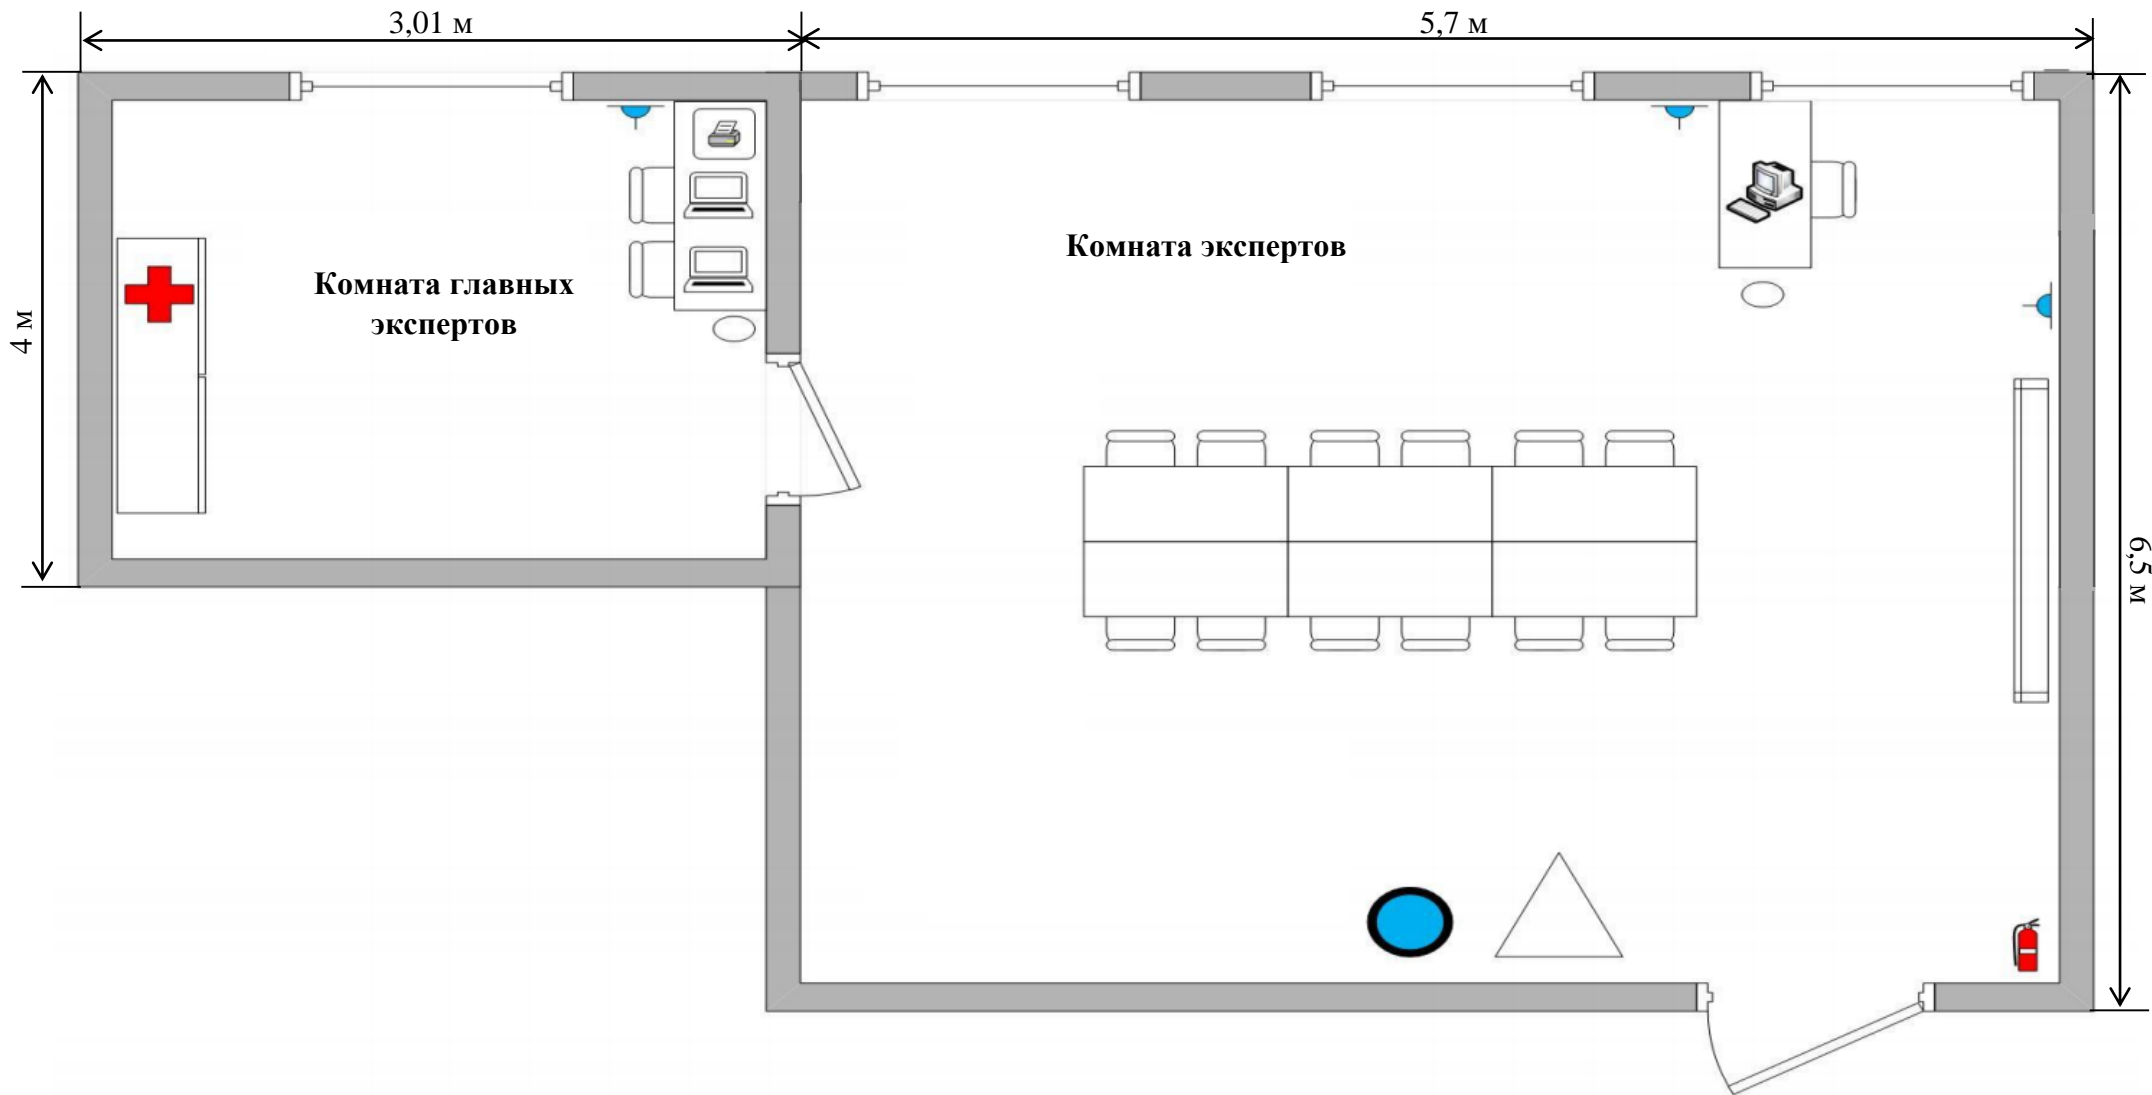 3,01 м
5,7 м
Комната экспертов
Комната главных
экспертов
4 м
6,5 м